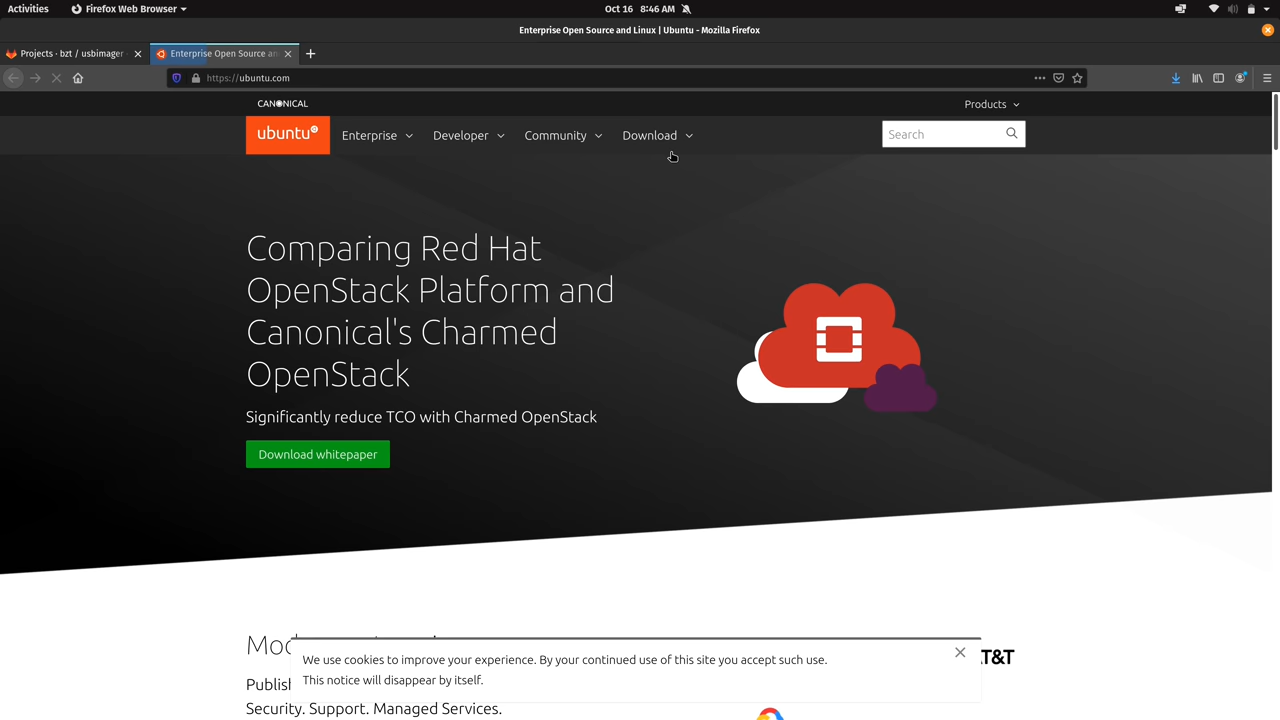 Activities
Firefox Web Browser
Oct 16 8:46 AM
Enterprise Open Source and Linux | Ubuntu - Mozilla Firefox
Projects · bzt / usbimager
Enterprise Open Source an
https://ubuntu.com
CANONICAL
Products
ubuntu
Enterprise
Developer
Community
Download
Search
Comparing Red Hat
OpenStack Platform and
Canonical's Charmed
OpenStack
Significantly reduce TCO with Charmed OpenStack
Download whitepaper
We use cookies to improve your experience. By your continued use of this site you accept such use.
This notice will disappear by itself.
T&T
Publish
Security. Support. Managed Services.